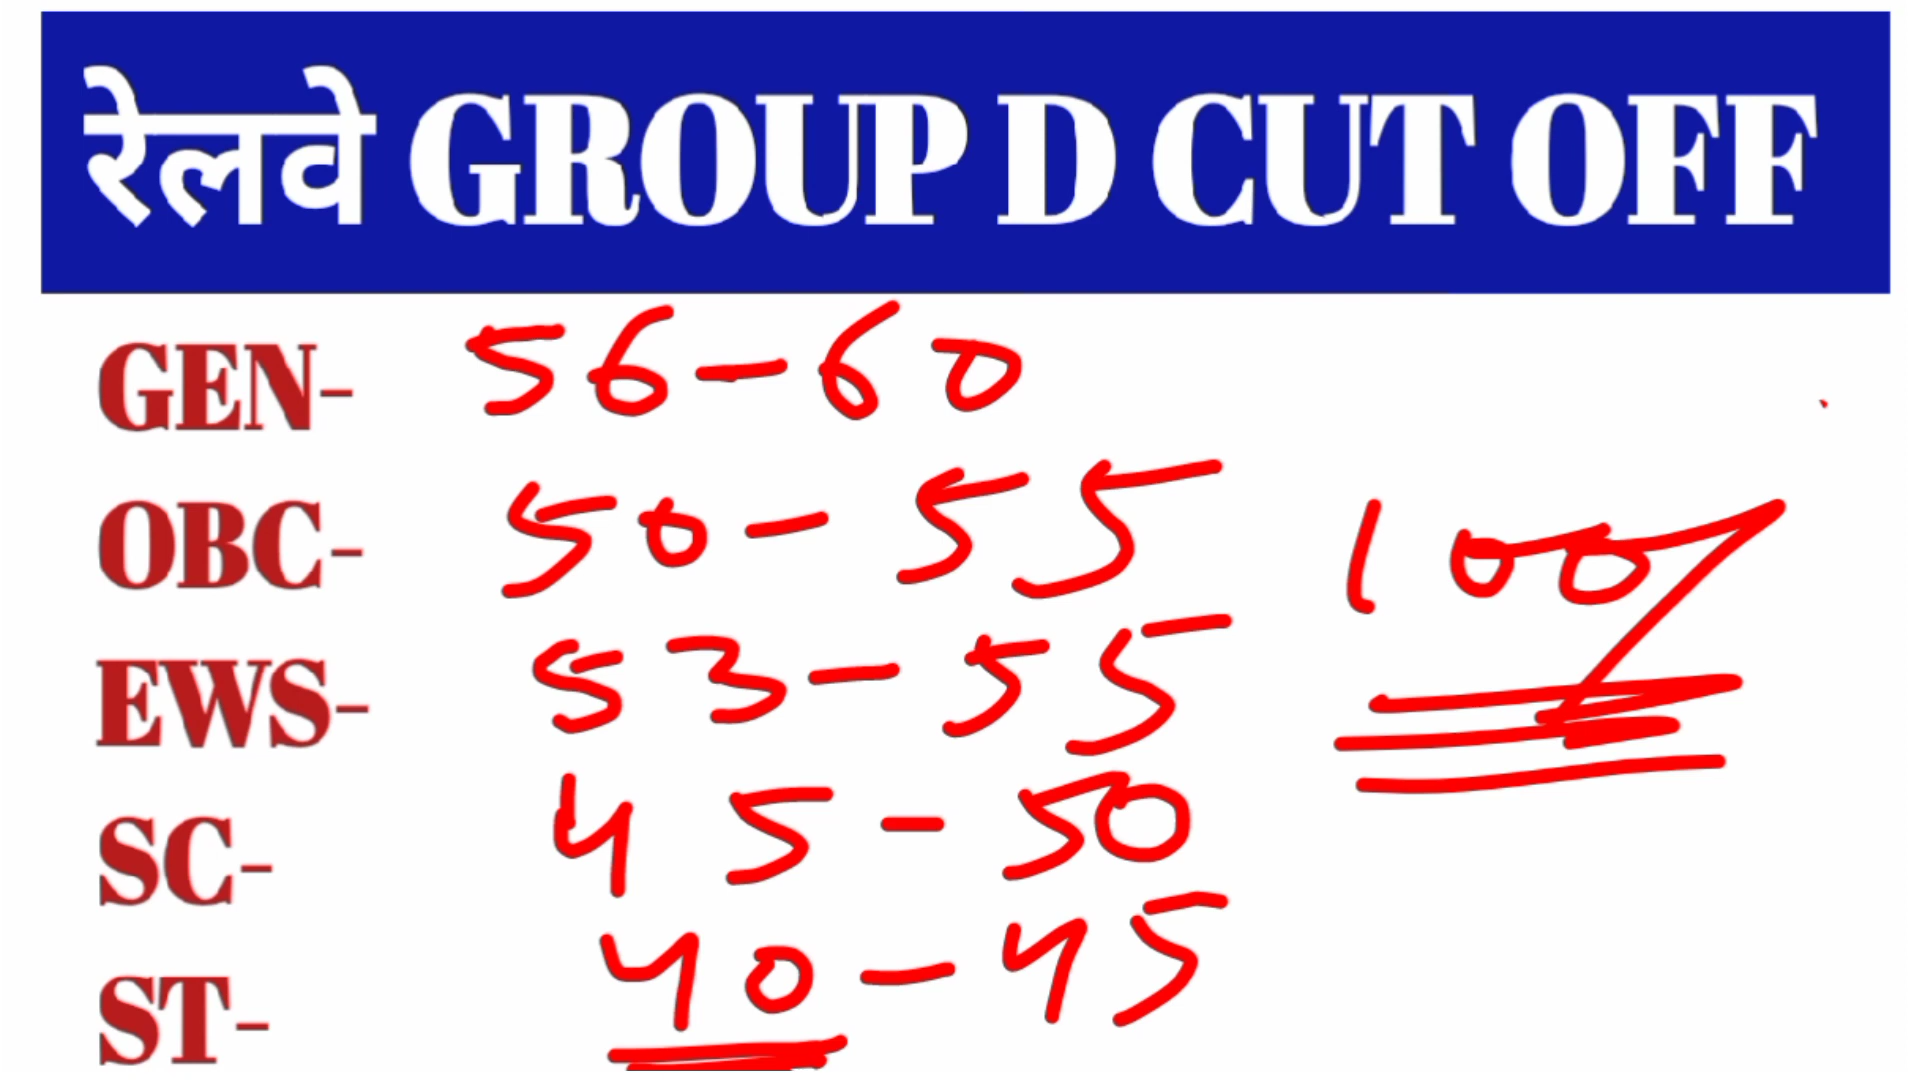 रेलवे GROUP D CUT OFF
GEN- 56-60
OBC- 50-55
100%
EWS- 53-55
SC- 45-50
ST- 40-45